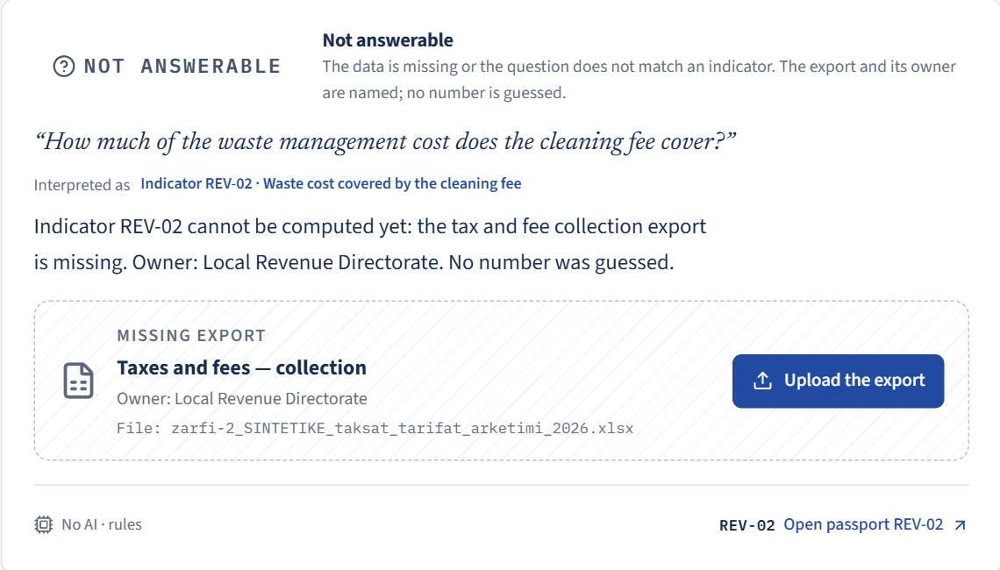 NOT ANSWERABLE
Not answerable
The data is missing or the question does not match an indicator. The export and its owner
are named; no number is guessed.
“How much of the waste management cost does the cleaning fee cover?”
Interpreted as Indicator REV-02 · Waste cost covered by the cleaning fee
Indicator REV-02 cannot be computed yet: the tax and fee collection export
is missing. Owner: Local Revenue Directorate. No number was guessed.
MISSING EXPORT
Taxes and fees — collection
Owner: Local Revenue Directorate
File: zarfi-2_SINTETIKE_taksat_tarifat_arketimi_2026.xlsx
Upload the export
No AI · rules
REV-02 Open passport REV-02